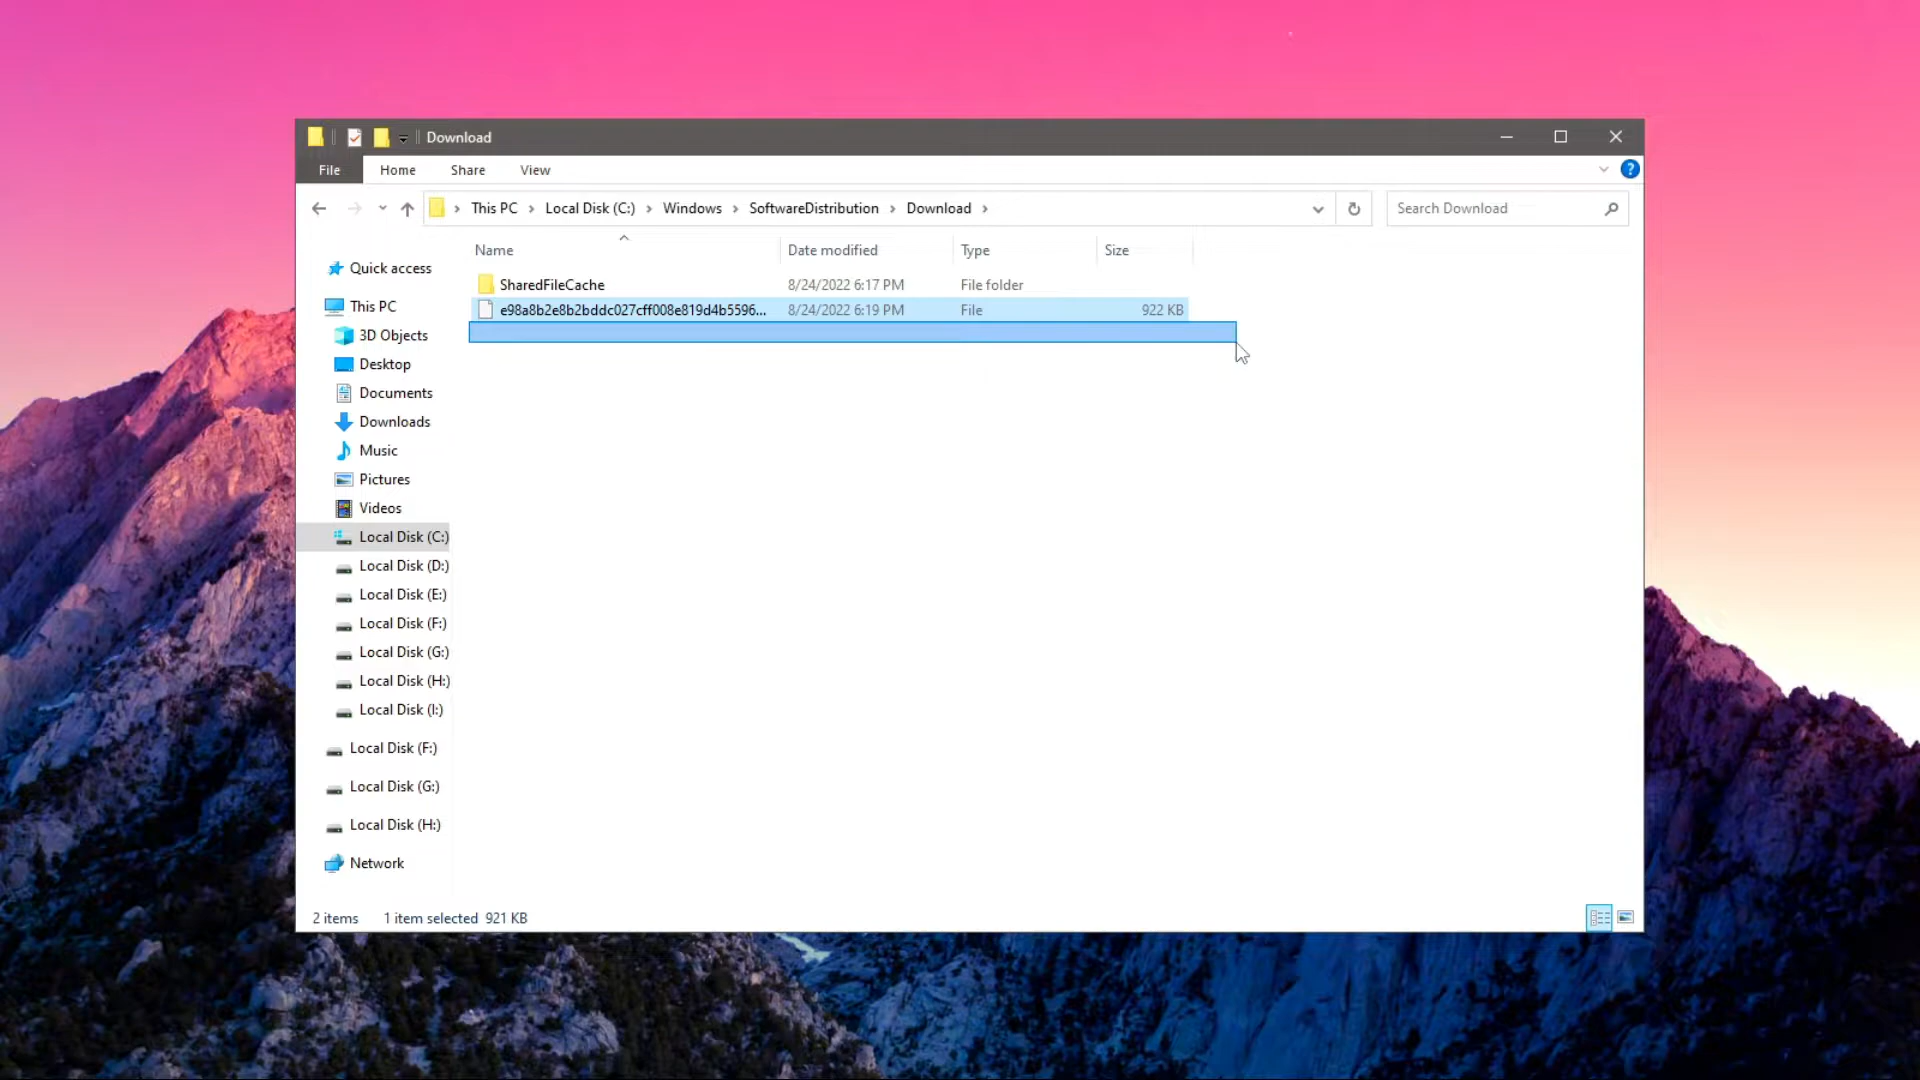 Download
File Home Share View
This PC Local Disk (C:) Windows SoftwareDistribution Download
Search Download
Name Date modified Type Size
SharedFileCache 8/24/2022 6:17 PM File folder
e98a8b2e8b2bddc027cff008e819d4b5596... 8/24/2022 6:19 PM File 922 KB
Quick access
This PC
3D Objects
Desktop
Documents
Downloads
Music
Pictures
Videos
Local Disk (C:)
Local Disk (D:)
Local Disk (E:)
Local Disk (F:)
Local Disk (G:)
Local Disk (H:)
Local Disk (I:)
Local Disk (F:)
Local Disk (G:)
Local Disk (H:)
Network
2 items 1 item selected 921 KB